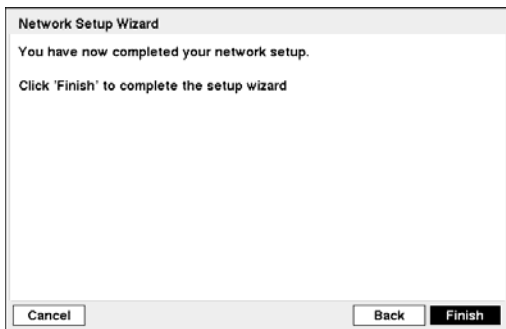 Network Setup Wizard
You have now completed your network setup.
Click 'Finish' to complete the setup wizard
Cancel Back Finish